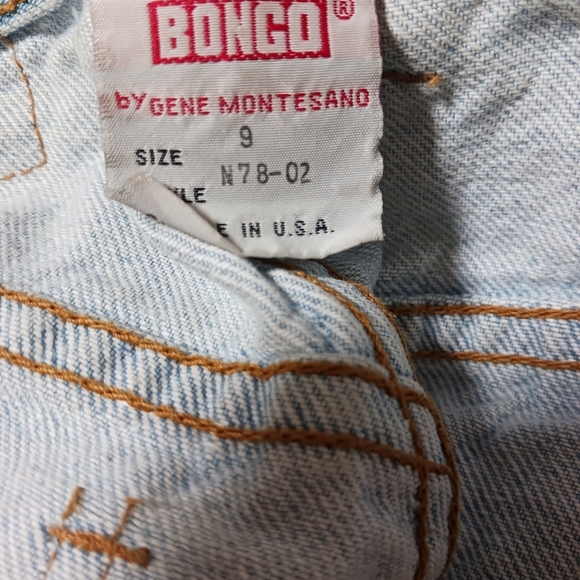 BONGO®
by GENE MONTESANO
SIZE 9
N78-02
IN U.S.A.